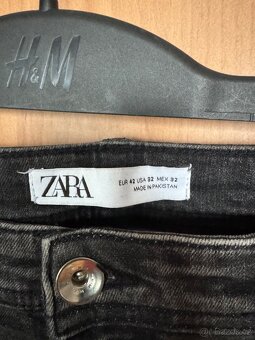 H&M
ZARA
EUR 42 USA 32 MEX 32
MADE IN PAKISTAN